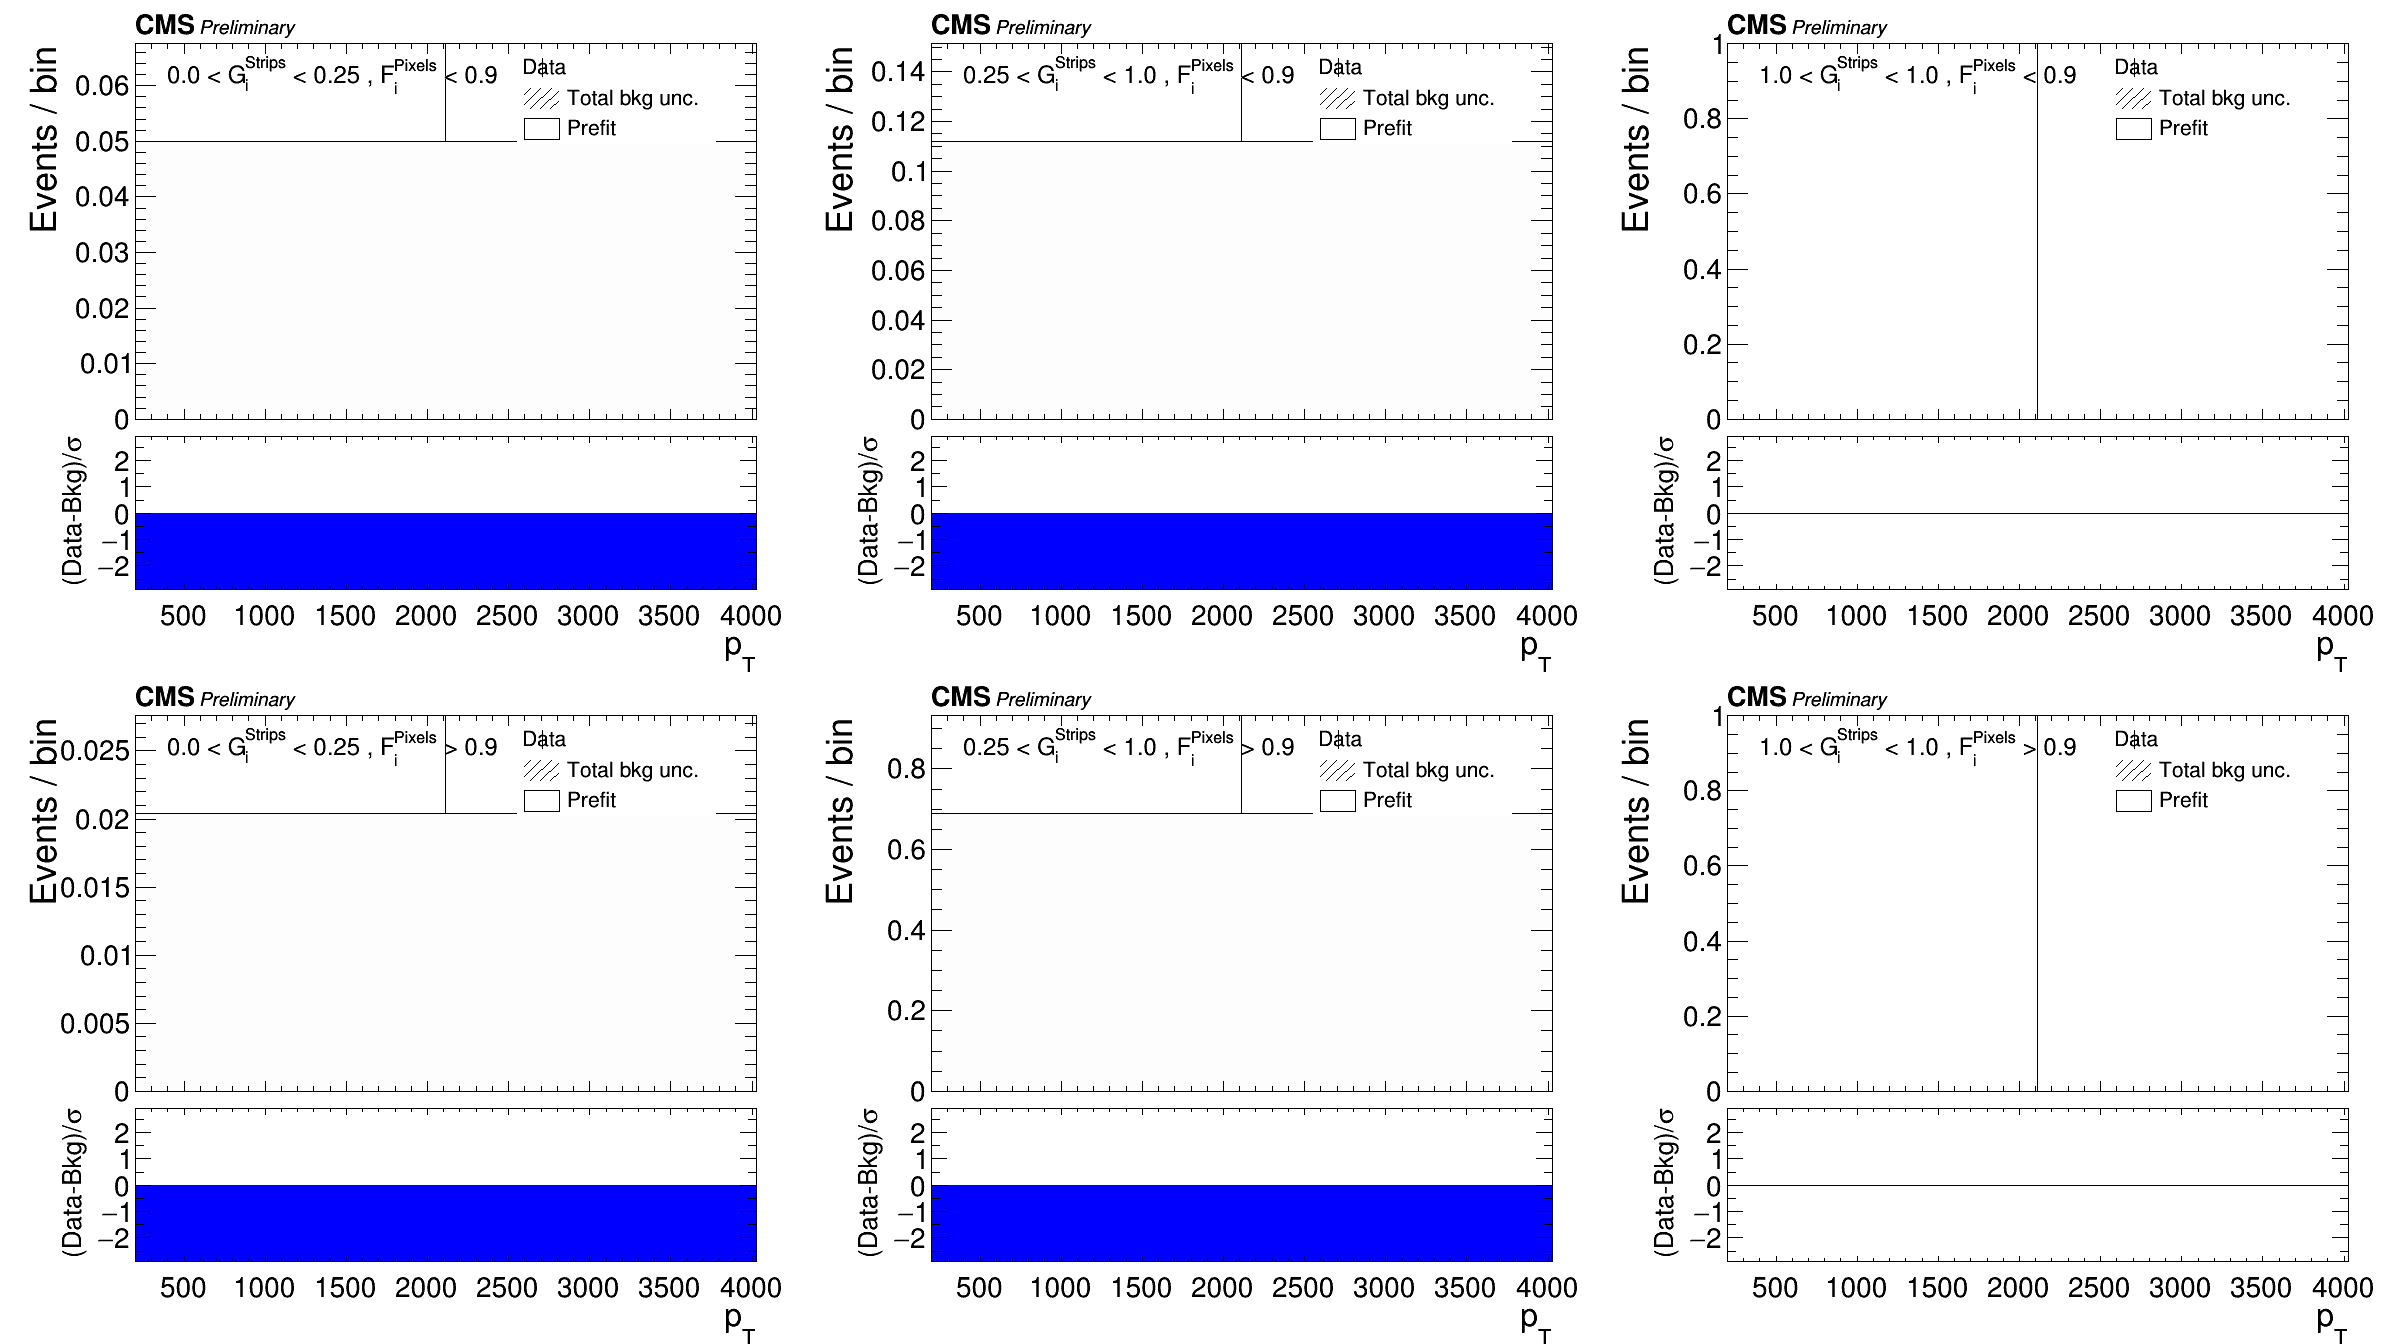 CMS Preliminary
Events / bin
0.0 < G_i^Strips < 0.25 , F_i^Pixels < 0.9
Data
Total bkg unc.
Prefit
0.06
0.05
0.04
0.03
0.02
0.01
0
(Data-Bkg)/σ
2
1
0
−1
−2
500 1000 1500 2000 2500 3000 3500 4000
p_T
CMS Preliminary
Events / bin
0.25 < G_i^Strips < 1.0 , F_i^Pixels < 0.9
Data
Total bkg unc.
Prefit
0.14
0.12
0.1
0.08
0.06
0.04
0.02
0
(Data-Bkg)/σ
2
1
0
−1
−2
500 1000 1500 2000 2500 3000 3500 4000
p_T
CMS Preliminary
Events / bin
1.0 < G_i^Strips < 1.0 , F_i^Pixels < 0.9
Data
Total bkg unc.
Prefit
1
0.8
0.6
0.4
0.2
0
(Data-Bkg)/σ
2
1
0
−1
−2
500 1000 1500 2000 2500 3000 3500 4000
p_T
CMS Preliminary
Events / bin
0.0 < G_i^Strips < 0.25 , F_i^Pixels > 0.9
Data
Total bkg unc.
Prefit
0.025
0.02
0.015
0.01
0.005
0
(Data-Bkg)/σ
2
1
0
−1
−2
500 1000 1500 2000 2500 3000 3500 4000
p_T
CMS Preliminary
Events / bin
0.25 < G_i^Strips < 1.0 , F_i^Pixels > 0.9
Data
Total bkg unc.
Prefit
0.8
0.6
0.4
0.2
0
(Data-Bkg)/σ
2
1
0
−1
−2
500 1000 1500 2000 2500 3000 3500 4000
p_T
CMS Preliminary
Events / bin
1.0 < G_i^Strips < 1.0 , F_i^Pixels > 0.9
Data
Total bkg unc.
Prefit
1
0.8
0.6
0.4
0.2
0
(Data-Bkg)/σ
2
1
0
−1
−2
500 1000 1500 2000 2500 3000 3500 4000
p_T